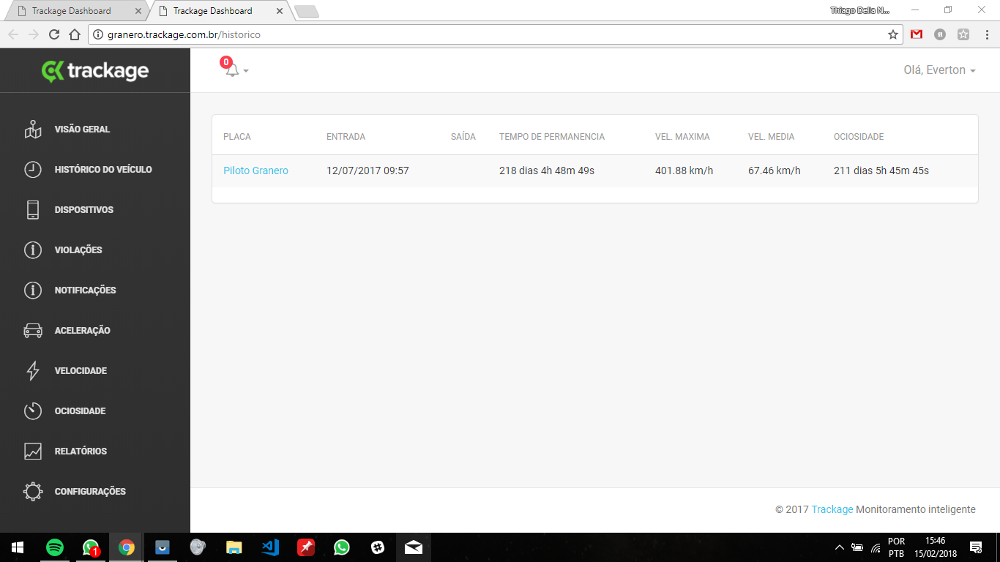 Trackage Dashboard
Trackage Dashboard
Thiago Della N...
granero.trackage.com.br/historico
trackage
0
Olá, Everton
VISÃO GERAL
HISTÓRICO DO VEÍCULO
DISPOSITIVOS
VIOLAÇÕES
NOTIFICAÇÕES
ACELERAÇÃO
VELOCIDADE
OCIOSIDADE
RELATÓRIOS
CONFIGURAÇÕES
PLACA ENTRADA SAÍDA TEMPO DE PERMANENCIA VEL. MAXIMA VEL. MEDIA OCIOSIDADE
Piloto Granero 12/07/2017 09:57 218 dias 4h 48m 49s 401.88 km/h 67.46 km/h 211 dias 5h 45m 45s
© 2017 Trackage Monitoramento inteligente
1
POR
PTB
15:46
15/02/2018